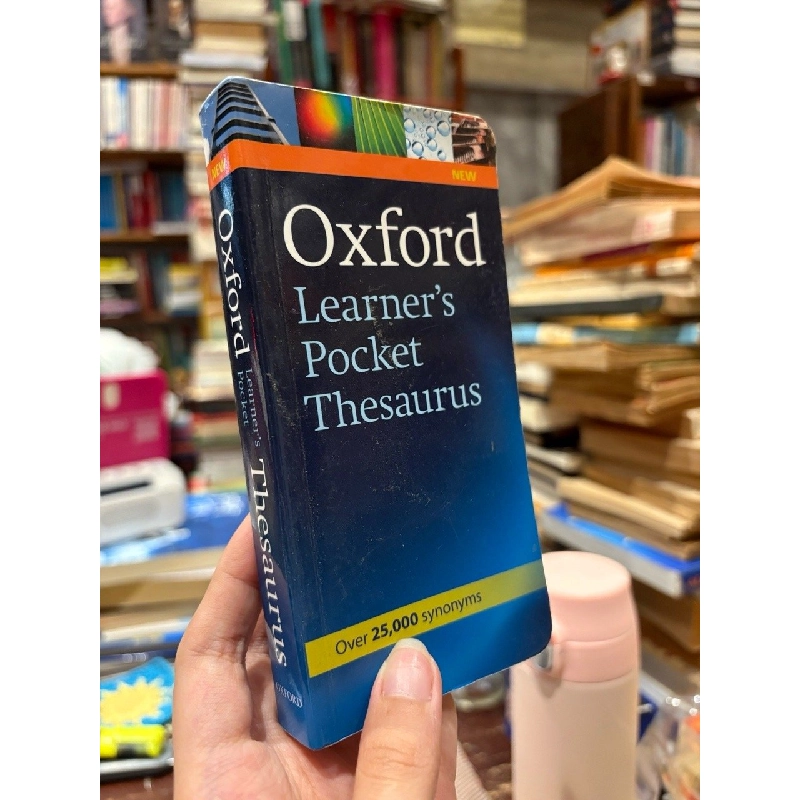 NEW
Oxford
Learner's
Pocket
Thesaurus
Over 25,000 synonyms
NEW
Oxford
Learner's
Pocket
Thesaurus
OXFORD